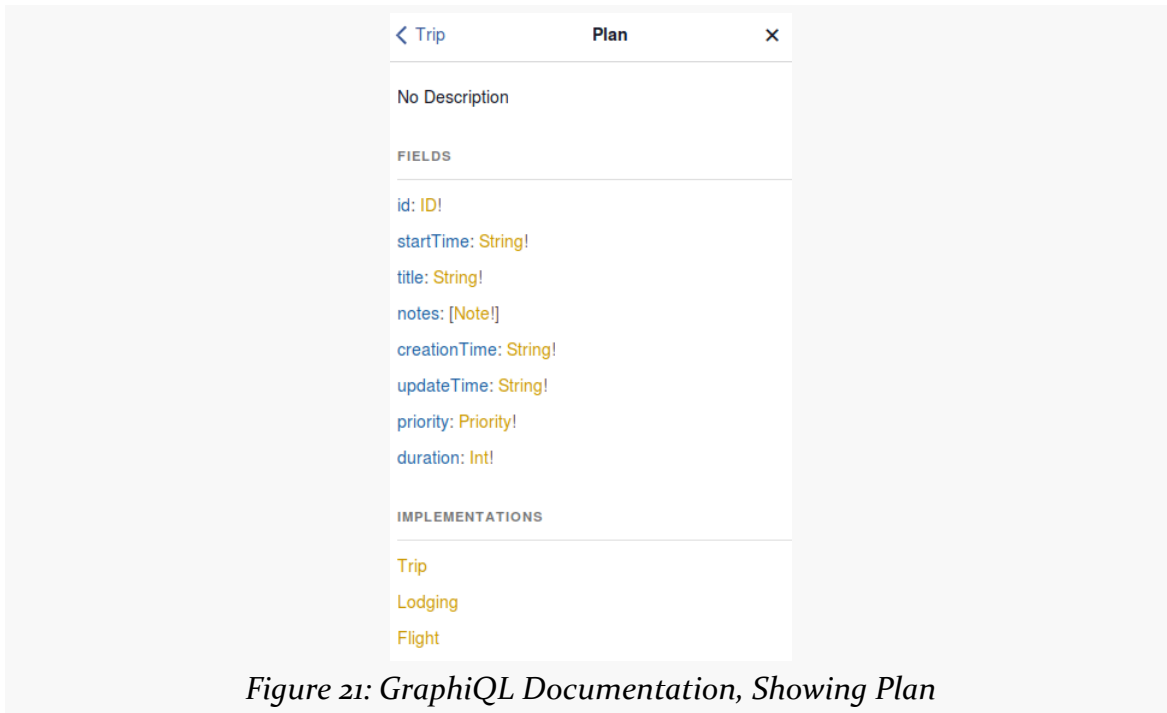 Trip Plan ×
No Description
FIELDS
id: ID!
startTime: String!
title: String!
notes: [Note!]
creationTime: String!
updateTime: String!
priority: Priority!
duration: Int!
IMPLEMENTATIONS
Trip
Lodging
Flight
Figure 21: GraphiQL Documentation, Showing Plan